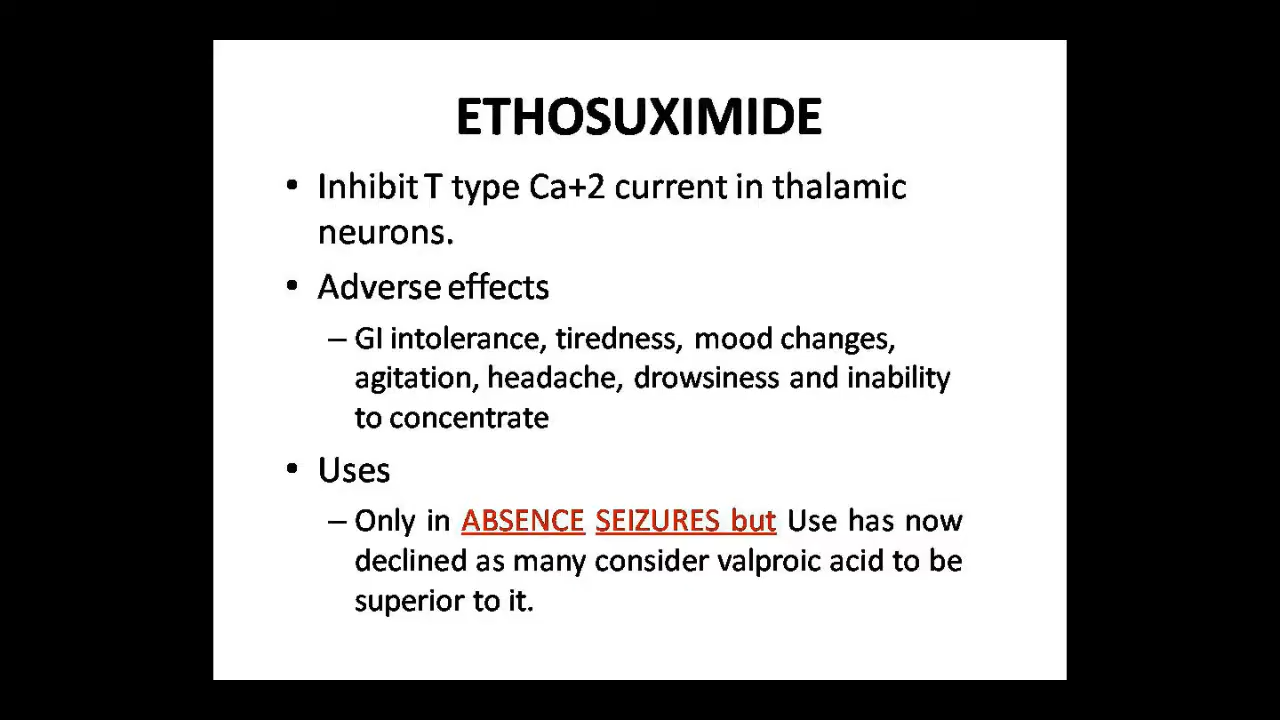 ETHOSUXIMIDE
• Inhibit T type Ca+2 current in thalamic
neurons.
• Adverse effects
– GI intolerance, tiredness, mood changes,
agitation, headache, drowsiness and inability
to concentrate
• Uses
– Only in ABSENCE SEIZURES but Use has now
declined as many consider valproic acid to be
superior to it.